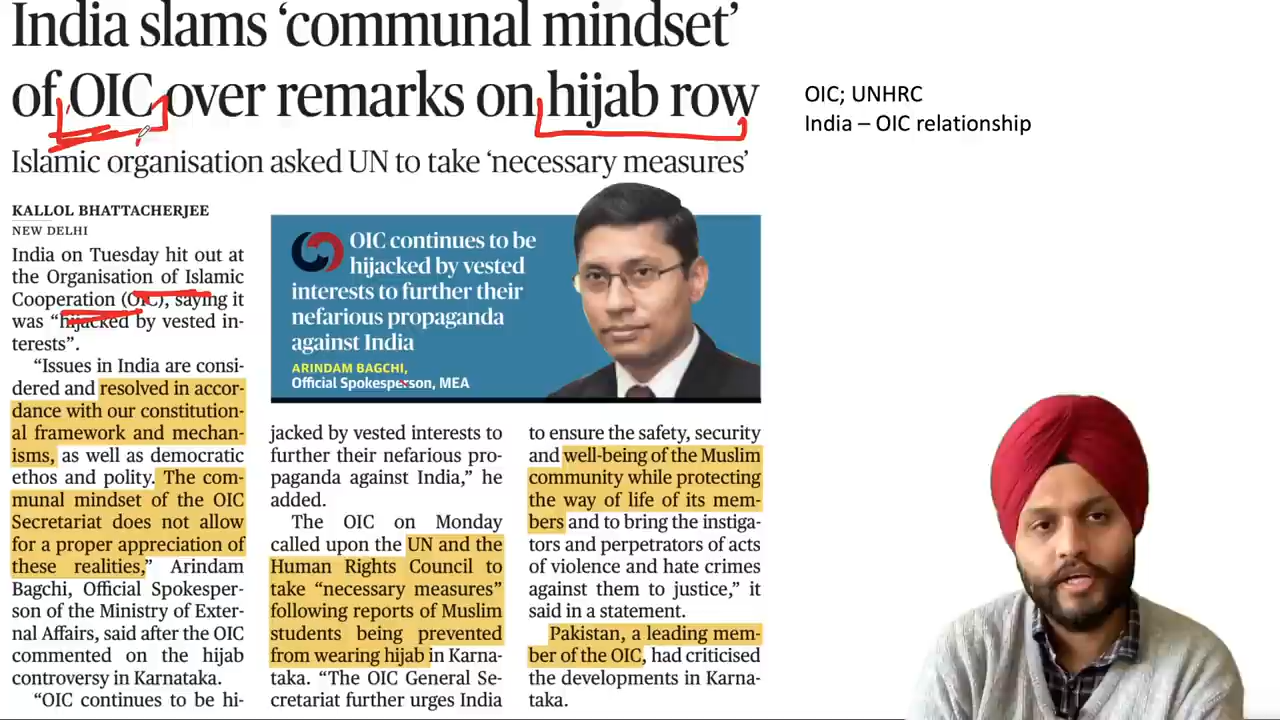 India slams ‘communal mindset’
of OIC over remarks on hijab row
Islamic organisation asked UN to take ‘necessary measures’
KALLOL BHATTACHERJEE
NEW DELHI
India on Tuesday hit out at
the Organisation of Islamic
Cooperation (OIC), saying it
was “hijacked by vested in-
terests”.
“Issues in India are consi-
dered and resolved in accor-
dance with our constitution-
al framework and mechan-
isms, as well as democratic
ethos and polity. The com-
munal mindset of the OIC
Secretariat does not allow
for a proper appreciation of
these realities,” Arindam
Bagchi, Official Spokesper-
son of the Ministry of Exter-
nal Affairs, said after the OIC
commented on the hijab
controversy in Karnataka.
“OIC continues to be hi-
OIC continues to be
hijacked by vested
interests to further their
nefarious propaganda
against India
ARINDAM BAGCHI,
Official Spokesperson, MEA
jacked by vested interests to
further their nefarious pro-
paganda against India,” he
added.
The OIC on Monday
called upon the UN and the
Human Rights Council to
take “necessary measures”
following reports of Muslim
students being prevented
from wearing hijab in Karna-
taka. “The OIC General Se-
cretariat further urges India
to ensure the safety, security
and well-being of the Muslim
community while protecting
the way of life of its mem-
bers and to bring the instiga-
tors and perpetrators of acts
of violence and hate crimes
against them to justice,” it
said in a statement.
Pakistan, a leading mem-
ber of the OIC, had criticised
the developments in Karna-
taka.
OIC; UNHRC
India – OIC relationship